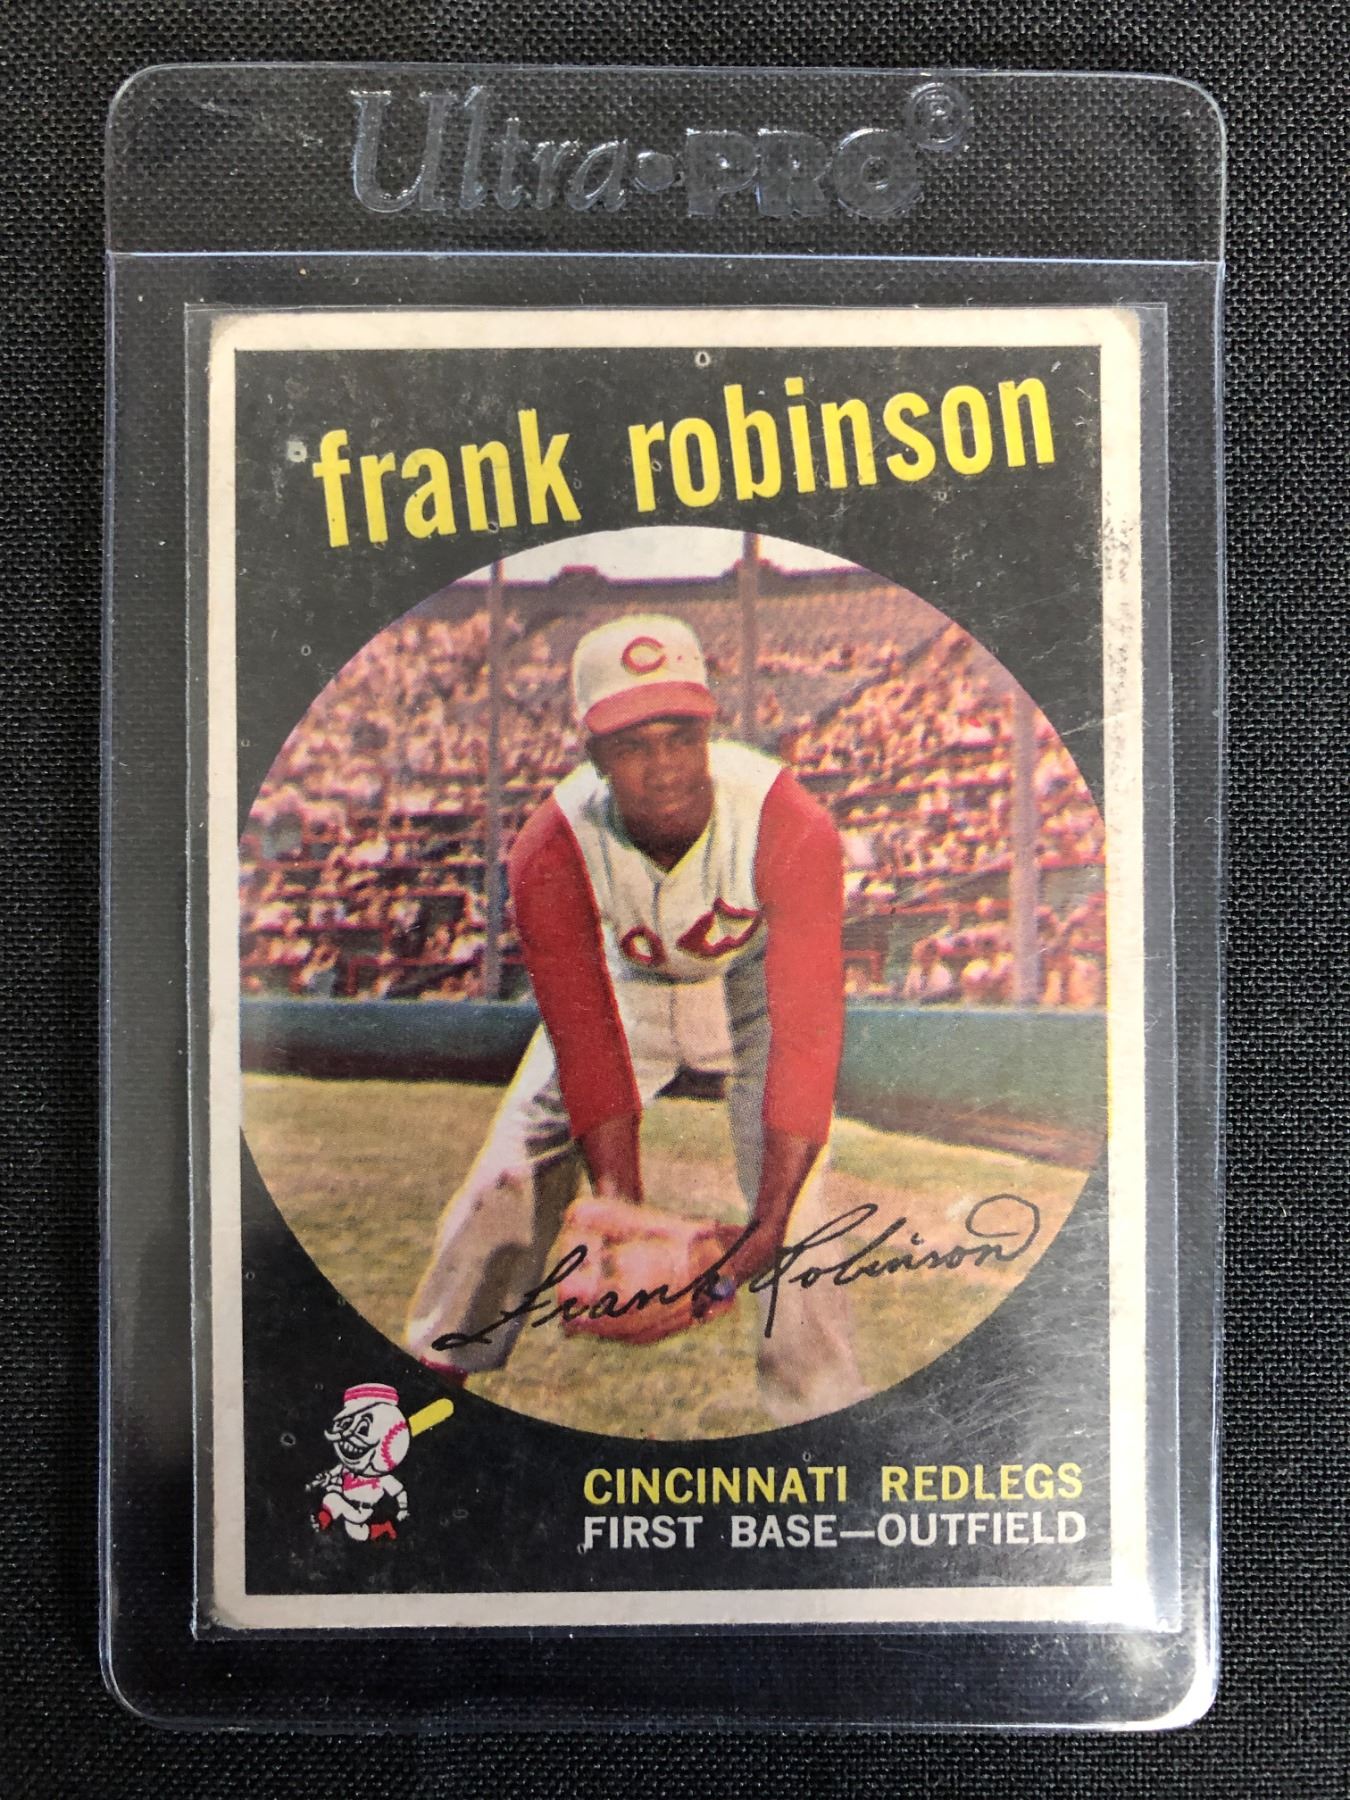 Ultra•PRO®
frank robinson
C
Frank Robinson
CINCINNATI REDLEGS
FIRST BASE—OUTFIELD